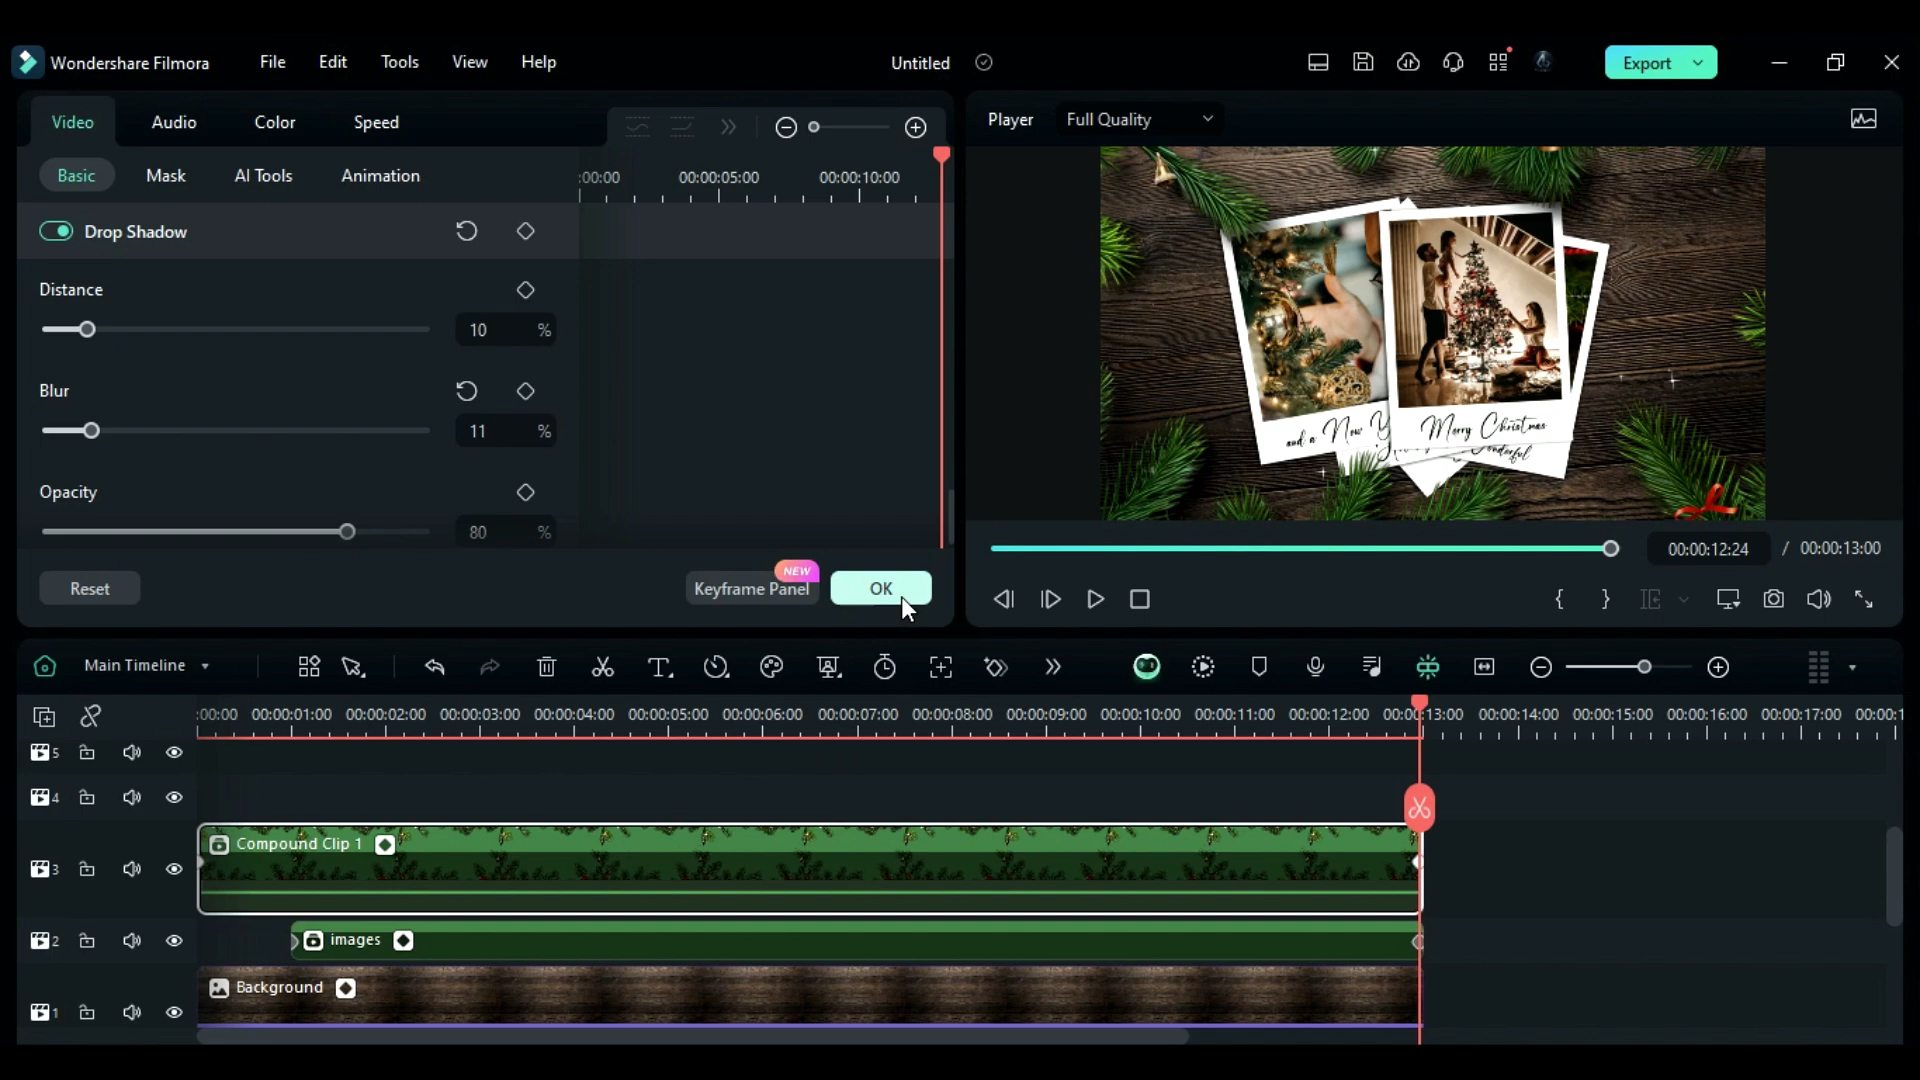 Wondershare Filmora File Edit Tools View Help Untitled Export
Video Audio Color Speed
Player Full Quality
Basic Mask AI Tools Animation
:00:00 00:00:05:00 00:00:10:00
Drop Shadow
Distance
10 %
Blur
11 %
Opacity
80 %
Reset Keyframe Panel NEW OK
and a New Y
Merry Christmas
onderful
00:00:12:24 / 00:00:13:00
Main Timeline
:00:00 00:00:01:00 00:00:02:00 00:00:03:00 00:00:04:00 00:00:05:00 00:00:06:00 00:00:07:00 00:00:08:00 00:00:09:00 00:00:10:00 00:00:11:00 00:00:12:00 00:00:13:00 00:00:14:00 00:00:15:00 00:00:16:00 00:00:17:00 00:00:1
5
4
3 Compound Clip 1
2 images
1 Background